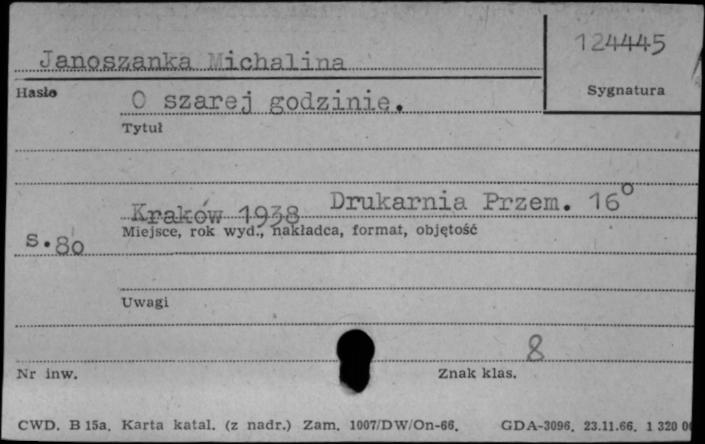 Janoszanka Michalina
124445
Hasło
Sygnatura
O szarej godzinie.
Tytuł
Kraków 1938 Drukarnia Przem. 16°
Miejsce, rok wyd., nakładca, format, objętość
s.80
Uwagi
8
Nr inw.
Znak klas.
CWD. B 15a. Karta katal. (z nadr.) Zam. 1007/DW/On-66. GDA-3096. 23.11.66. 1 320